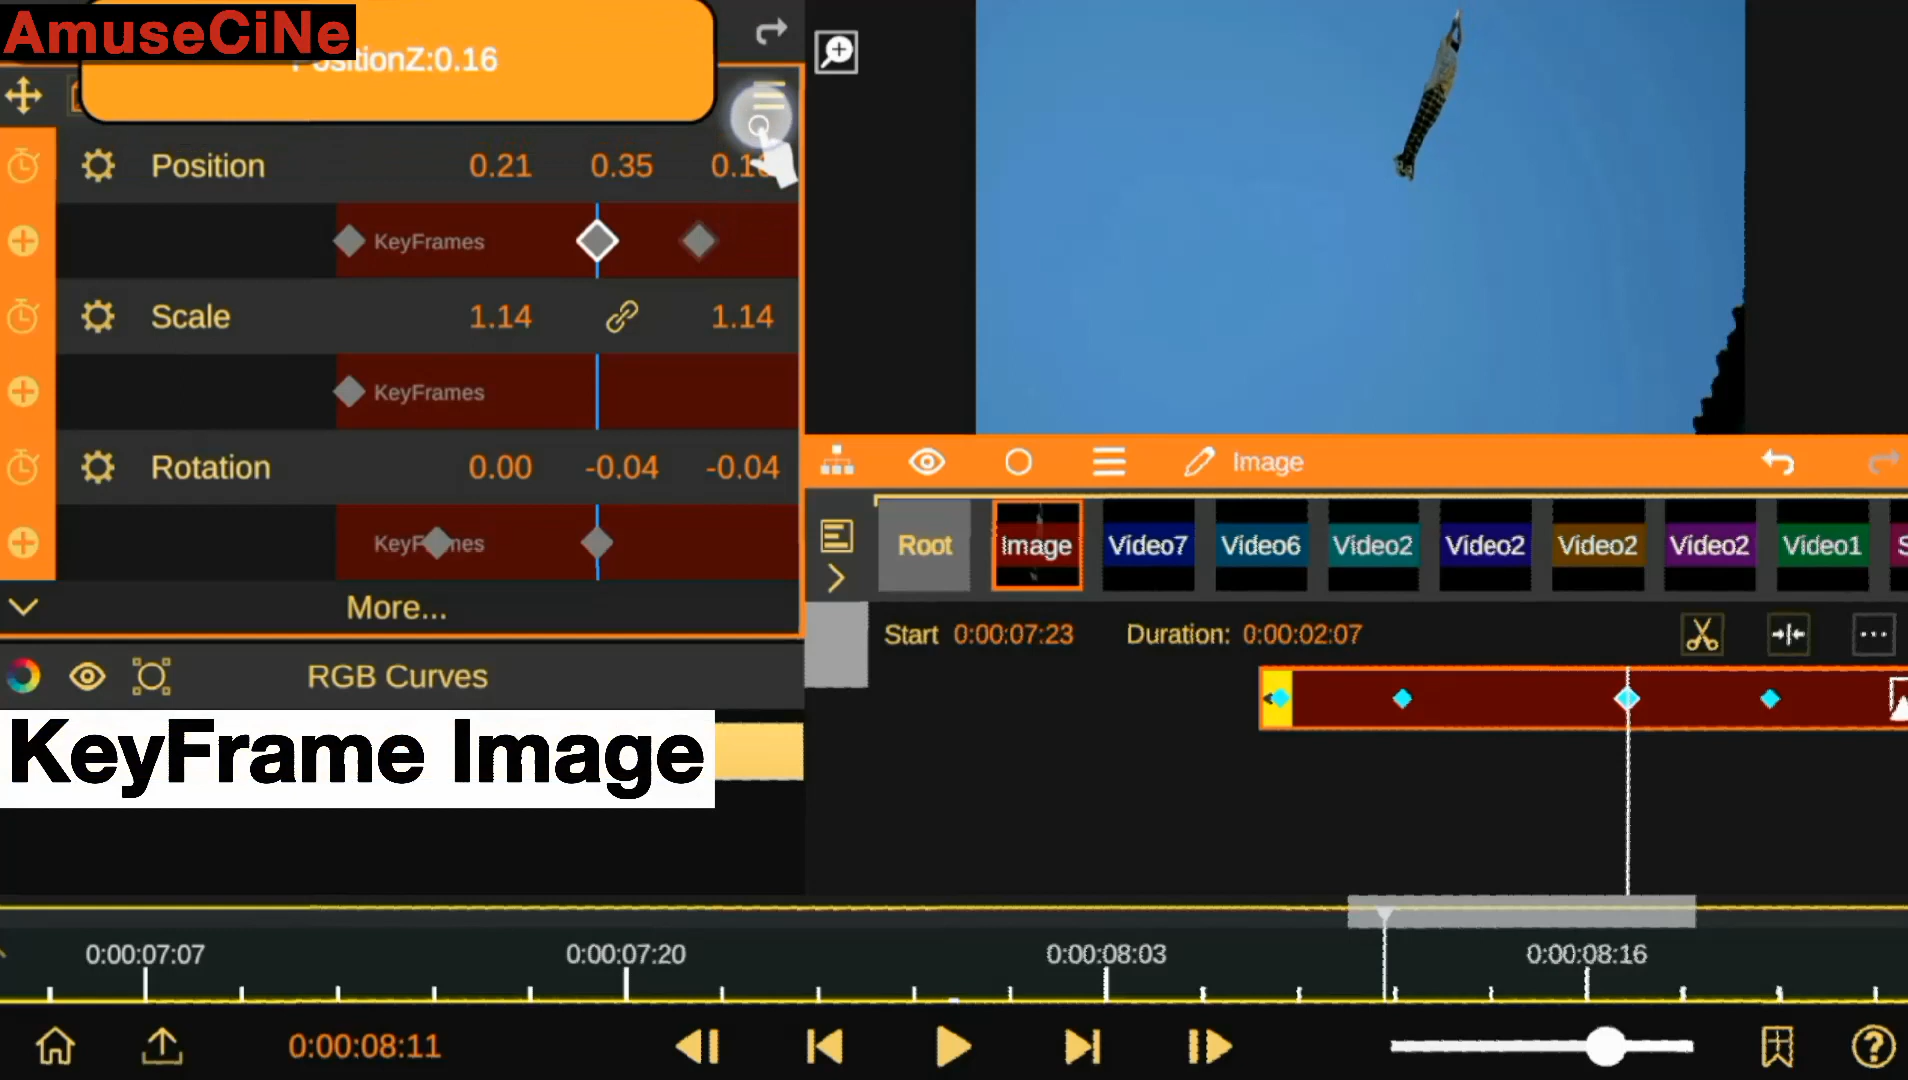 AmuseCiNe
PositionZ:0.16
Position 0.21 0.35 0.16
KeyFrames
Scale 1.14 1.14
KeyFrames
Rotation 0.00 -0.04 -0.04
KeyFrames
More...
RGB Curves
KeyFrame Image
Image
Root Image Video7 Video6 Video2 Video2 Video2 Video2 Video1 S
Start 0:00:07:23 Duration: 0:00:02:07
0:00:07:07 0:00:07:20 0:00:08:03 0:00:08:16
0:00:08:11